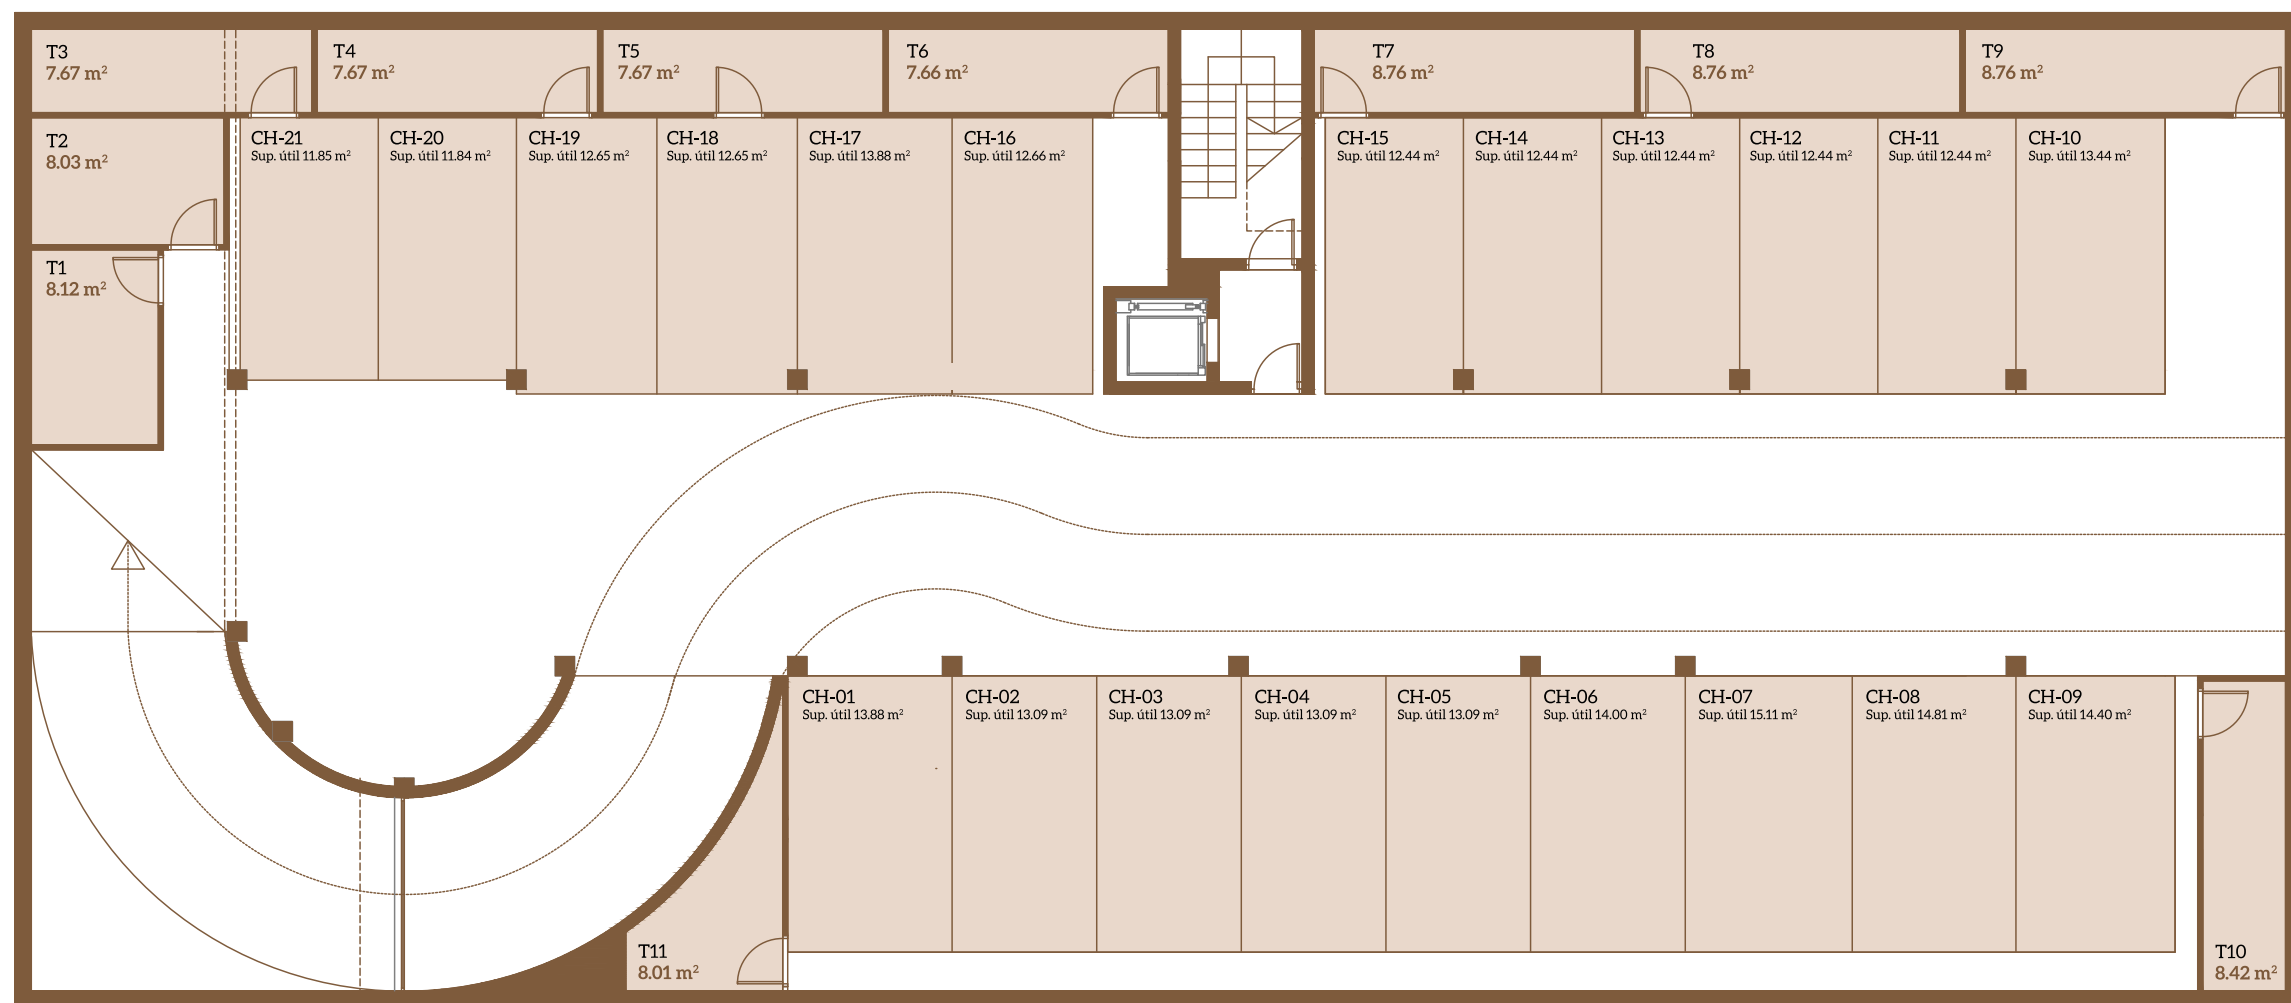 T3
7.67 m²
T4
7.67 m²
T5
7.67 m²
T6
7.66 m²
T7
8.76 m²
T8
8.76 m²
T9
8.76 m²
T2
8.03 m²
CH-21
Sup. útil 11.85 m²
CH-20
Sup. útil 11.84 m²
CH-19
Sup. útil 12.65 m²
CH-18
Sup. útil 12.65 m²
CH-17
Sup. útil 13.88 m²
CH-16
Sup. útil 12.66 m²
CH-15
Sup. útil 12.44 m²
CH-14
Sup. útil 12.44 m²
CH-13
Sup. útil 12.44 m²
CH-12
Sup. útil 12.44 m²
CH-11
Sup. útil 12.44 m²
CH-10
Sup. útil 13.44 m²
T1
8.12 m²
CH-01
Sup. útil 13.88 m²
CH-02
Sup. útil 13.09 m²
CH-03
Sup. útil 13.09 m²
CH-04
Sup. útil 13.09 m²
CH-05
Sup. útil 13.09 m²
CH-06
Sup. útil 14.00 m²
CH-07
Sup. útil 15.11 m²
CH-08
Sup. útil 14.81 m²
CH-09
Sup. útil 14.40 m²
T11
8.01 m²
T10
8.42 m²